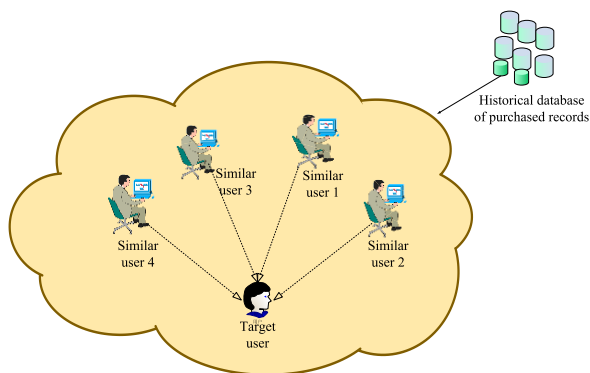 Historical database
of purchased records
Similar
user 3
Similar
user 1
Similar
user 4
Similar
user 2
Target
user